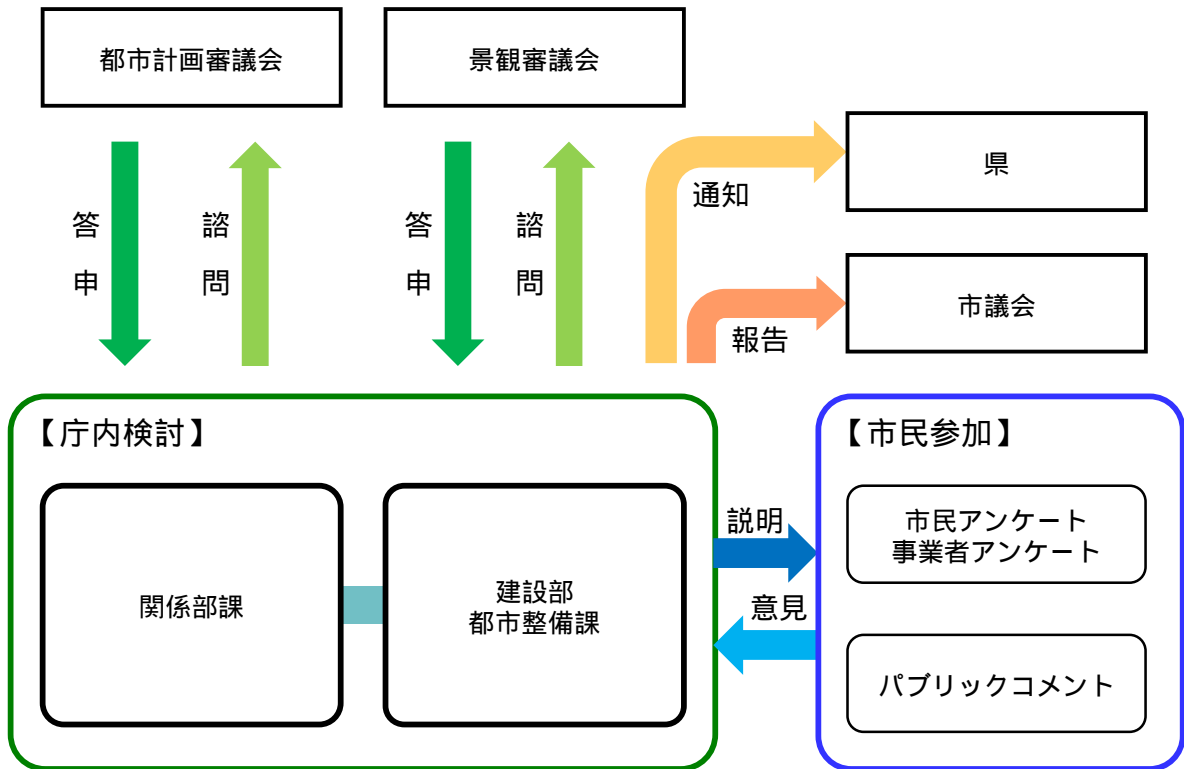 都市計画審議会
景観審議会
県
通知
答申
諮問
答申
諮問
市議会
報告
【庁内検討】
【市民参加】
説明
市民アンケート
事業者アンケート
関係部課
建設部
都市整備課
意見
パブリックコメント